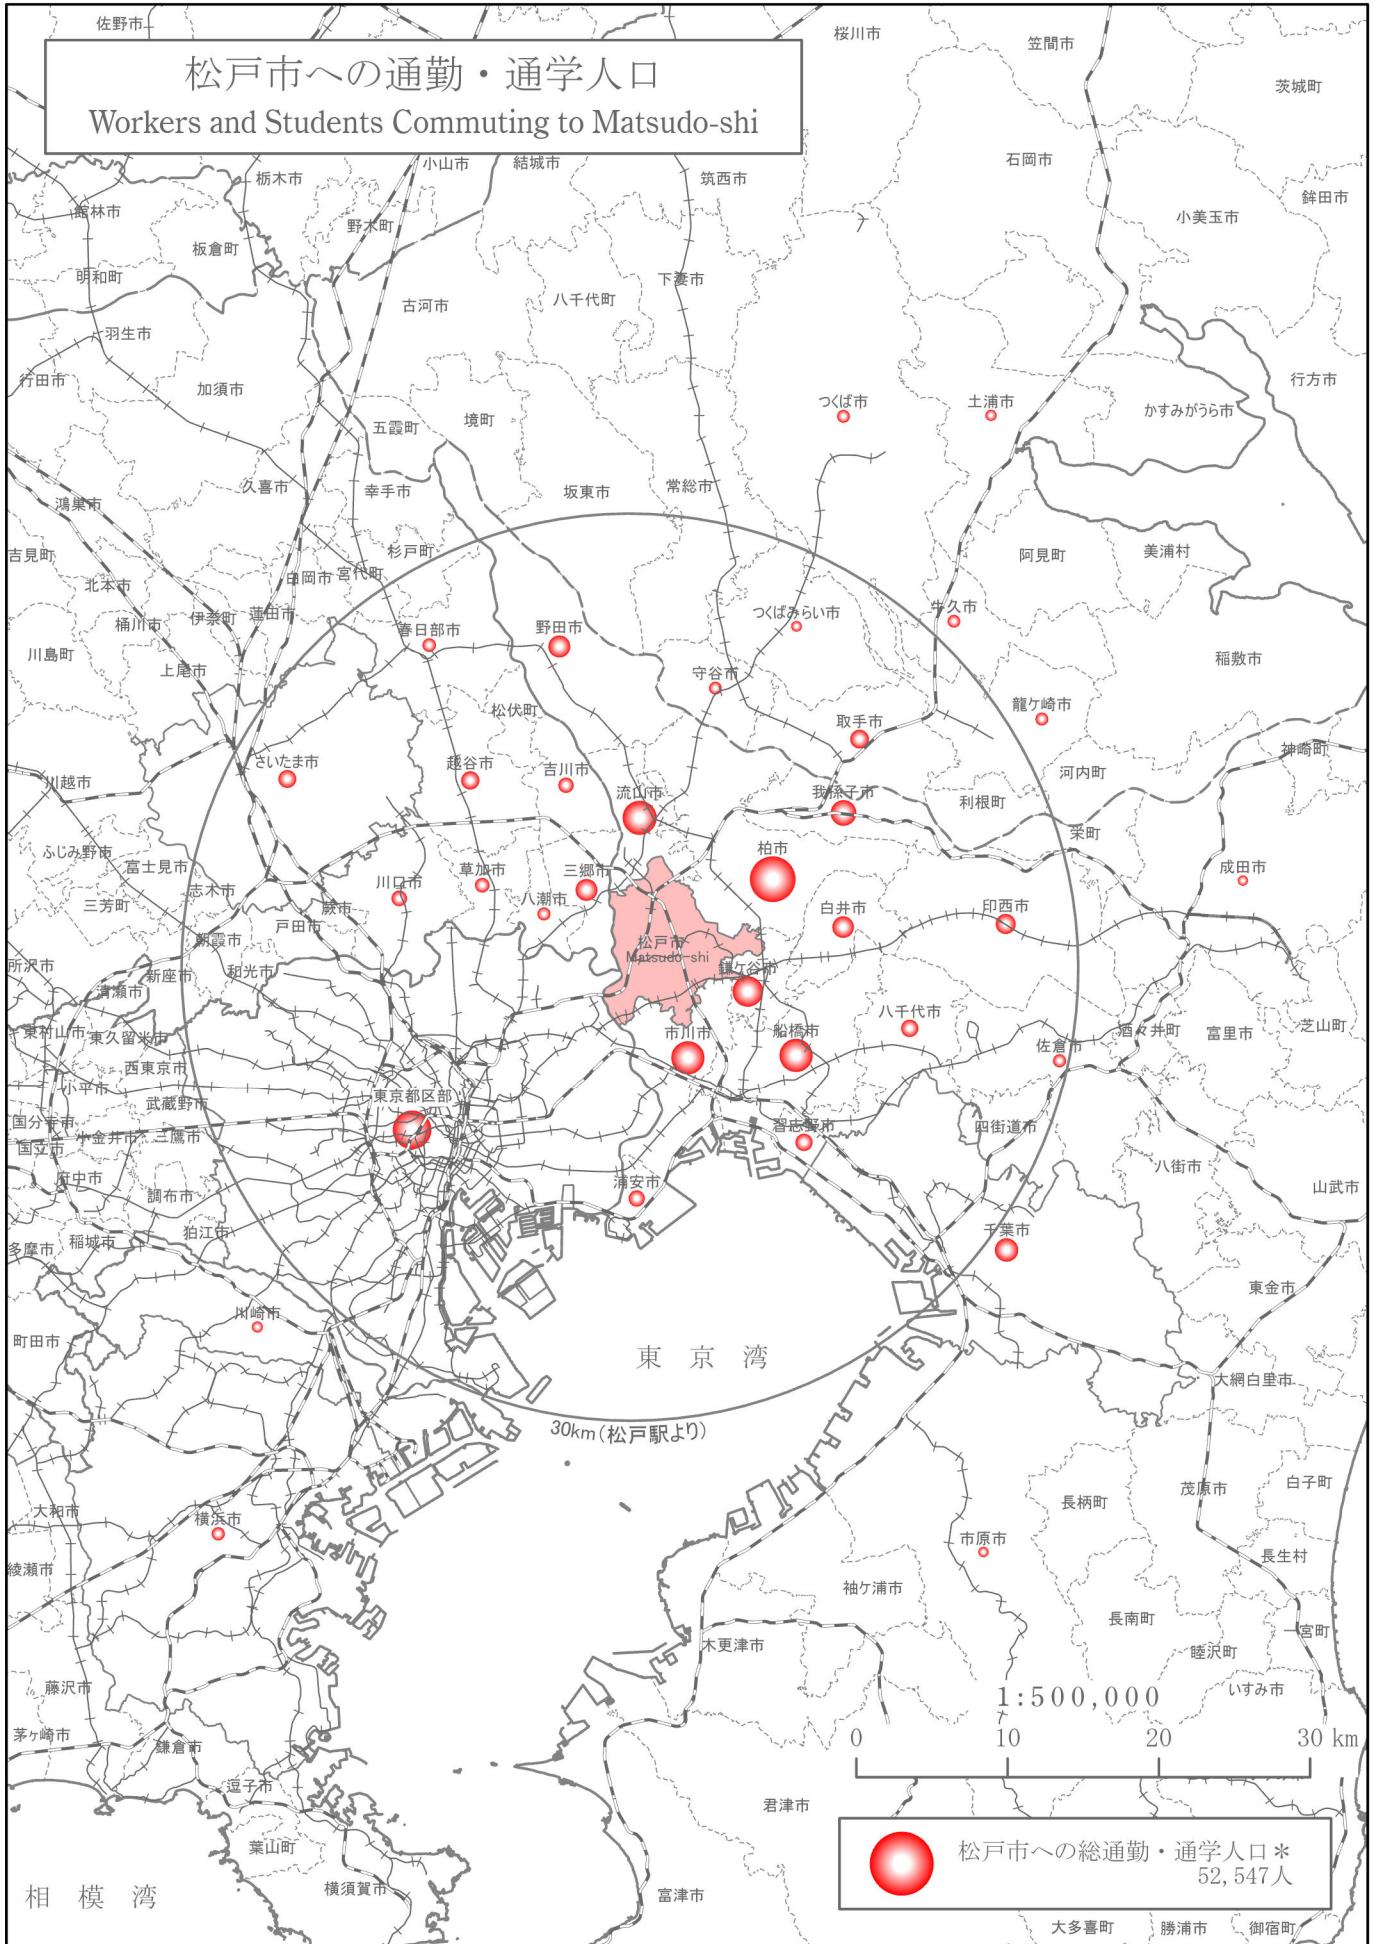 佐野市
桜川市
笠間市
松戸市への通勤・通学人口
Workers and Students Commuting to Matsudo-shi
茨城町
小山市
結城市
石岡市
栃木市
筑西市
鉾田市
館林市
小美玉市
野木町
板倉町
明和町
下妻市
八千代町
古河市
羽生市
行田市
加須市
行方市
つくば市
土浦市
かすみがうら市
境町
五霞町
久喜市
幸手市
坂東市
常総市
鴻巣市
吉見町
杉戸町
阿見町
美浦村
宮代町
白岡市
北本市
蓮田市
伊奈町
桶川市
つくばみらい市
牛久市
春日部市
野田市
川島町
稲敷市
上尾市
守谷市
龍ケ崎市
松伏町
取手市
神崎町
さいたま市
越谷市
吉川市
河内町
川越市
流山市
我孫子市
利根町
栄町
ふじみ野市
柏市
富士見市
成田市
草加市
三郷市
川口市
志木市
三芳町
八潮市
蕨市
白井市
印西市
戸田市
朝霞市
松戸市
Matsudo-shi
所沢市
新座市
和光市
鎌ケ谷市
清瀬市
八千代市
東村山市
東久留米市
市川市
船橋市
酒々井町
富里市
芝山町
佐倉市
西東京市
小平市
東京都区部
武蔵野市
国分寺市
小金井市
三鷹市
習志野市
四街道市
国立市
八街市
府中市
浦安市
調布市
山武市
狛江市
千葉市
稲城市
多摩市
東金市
川崎市
町田市
東京湾
大網白里市
30km(松戸駅より)
白子町
茂原市
長柄町
大和市
横浜市
市原市
長生村
綾瀬市
袖ケ浦市
長南町
一宮町
木更津市
睦沢町
藤沢市
いすみ市
1:500,000
茅ヶ崎市
0 10 20 30 km
鎌倉市
逗子市
君津市
葉山町
松戸市への総通勤・通学人口*
52,547人
横須賀市
相模湾
富津市
大多喜町
勝浦市
御宿町